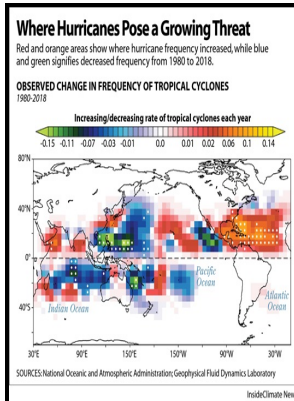 Where Hurricanes Pose a Growing Threat
Red and orange areas show where hurricane frequency increased, while blue
and green signifies decreased frequency from 1980 to 2018.
OBSERVED CHANGE IN FREQUENCY OF TROPICAL CYCLONES
1980-2018
Increasing/decreasing rate of tropical cyclones each year
-0.15 -0.11 -0.07 -0.03 -0.01 0.0 0.01 0.02 0.06 0.1 0.14
80°N
40°N
0°
40°S
Pacific
Ocean
Atlantic
Ocean
Indian Ocean
30°E 90°E 150°E 150°W 90°W 30°W
SOURCES: National Oceanic and Atmospheric Administration; Geophysical Fluid Dynamics Laboratory
InsideClimate New